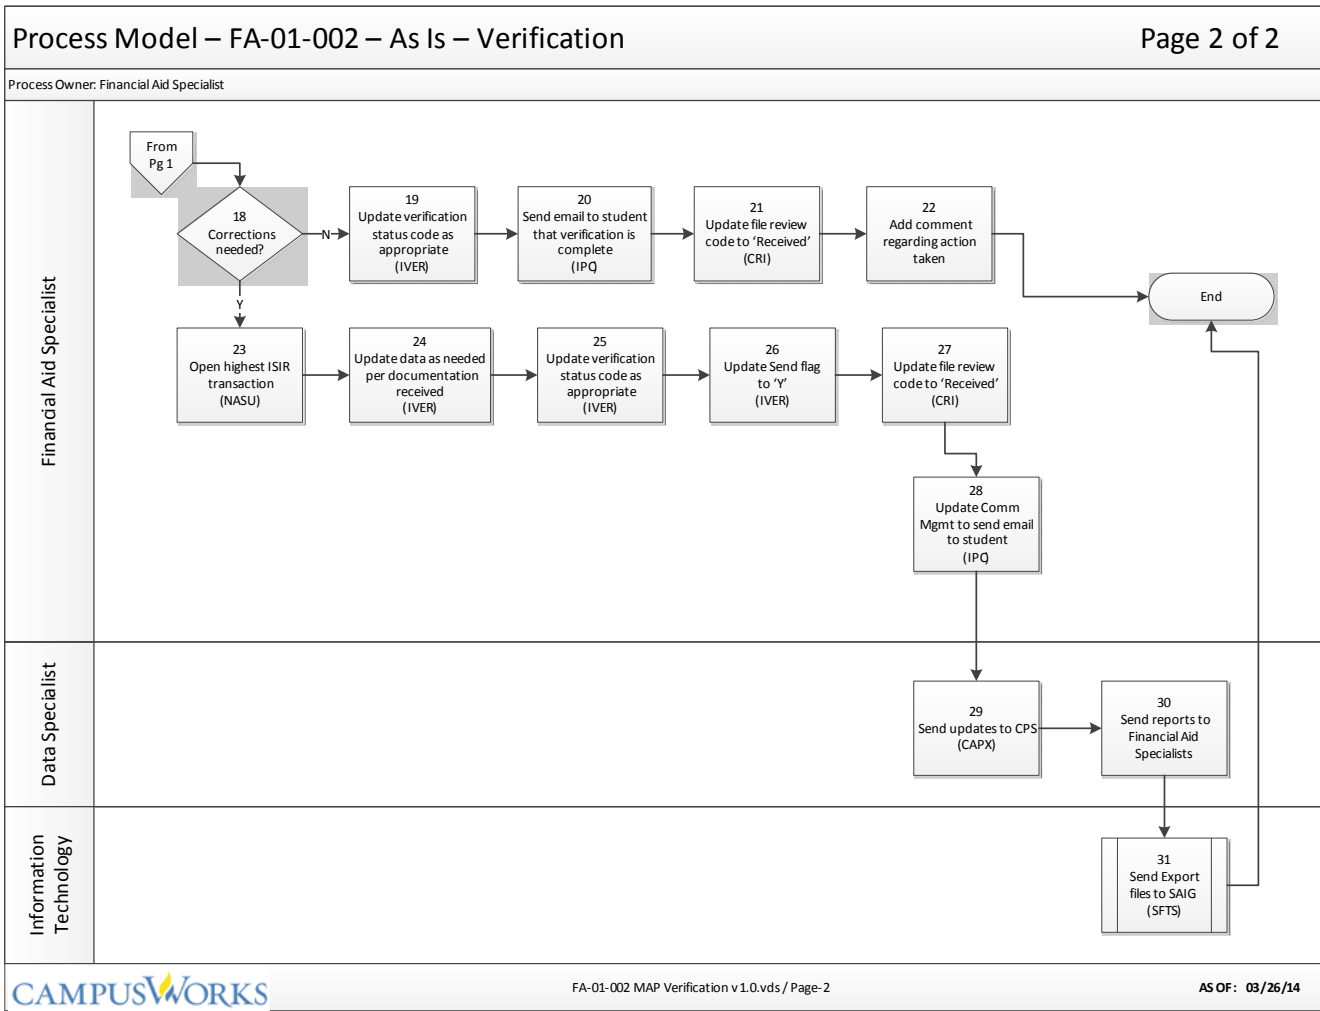 Process Model – FA-01-002 – As Is – Verification
Page 2 of 2
Process Owner: Financial Aid Specialist
Financial Aid Specialist
From
Pg 1
18
Corrections
needed?
N
Y
19
Update verification
status code as
appropriate
(IVER)
20
Send email to student
that verification is
complete
(IPC)
21
Update file review
code to ‘Received’
(CRI)
22
Add comment
regarding action
taken
End
23
Open highest ISIR
transaction
(NASU)
24
Update data as needed
per documentation
received
(IVER)
25
Update verification
status code as
appropriate
(IVER)
26
Update Send flag
to ‘Y’
(IVER)
27
Update file review
code to ‘Received’
(CRI)
28
Update Comm
Mgmt to send email
to student
(IPC)
Data Specialist
29
Send updates to CPS
(CAPX)
30
Send reports to
Financial Aid
Specialists
Information
Technology
31
Send Export
files to SAIG
(SFTS)
CAMPUSWORKS
FA-01-002 MAP Verification v1.0.vds / Page-2
AS OF: 03/26/14